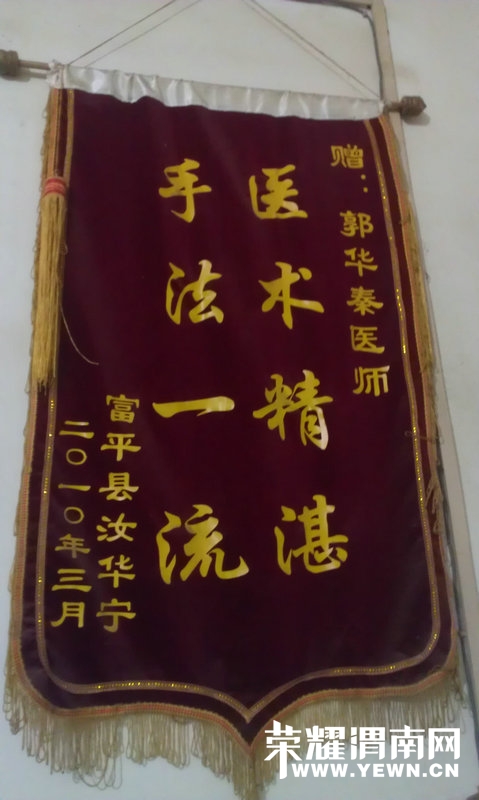 赠：郭华秦医师
医术精湛
手法一流
富平县汝华宁
二〇一〇年三月
荣耀渭南网
WWW.YEWN.CN